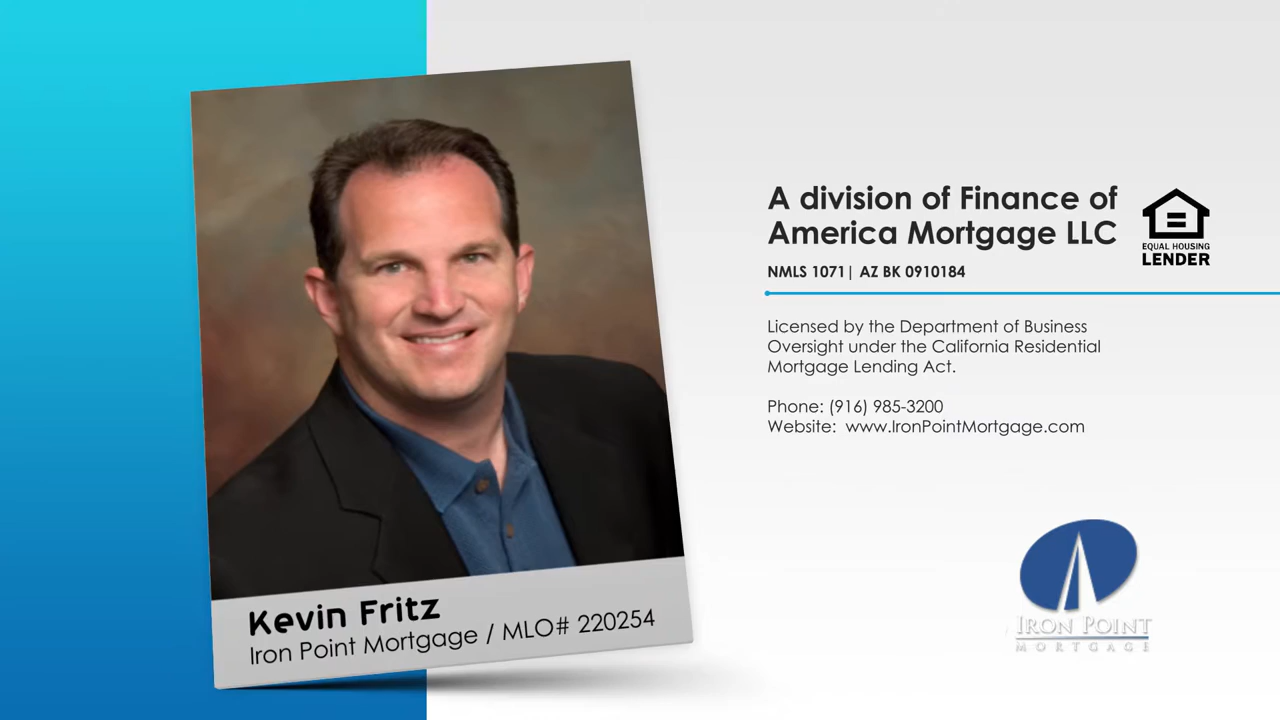 A division of Finance of
America Mortgage LLC
EQUAL HOUSING
LENDER
NMLS 1071| AZ BK 0910184
Licensed by the Department of Business
Oversight under the California Residential
Mortgage Lending Act.
Phone: (916) 985-3200
Website:  www.IronPointMortgage.com
Kevin Fritz
Iron Point Mortgage / MLO# 220254
IRON POINT
MORTGAGE